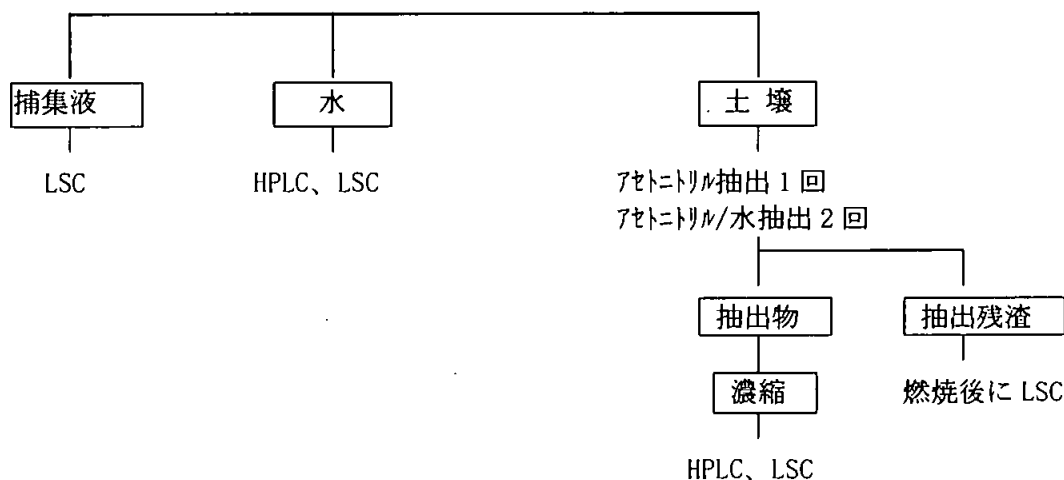 捕集液
水
土 壌
LSC
HPLC、LSC
ｱｾﾄﾆﾄﾘﾙ抽出 1 回
ｱｾﾄﾆﾄﾘﾙ/水抽出 2 回
抽出物
抽出残渣
濃縮
燃焼後に LSC
HPLC、LSC